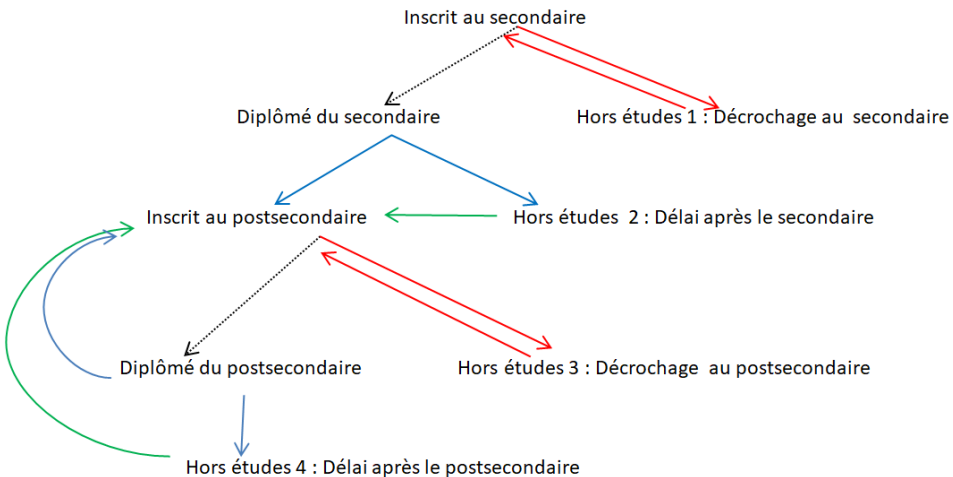 Inscrit au secondaire
Diplômé du secondaire
Hors études 1 : Décrochage au secondaire
Inscrit au postsecondaire
Hors études 2 : Délai après le secondaire
Diplômé du postsecondaire
Hors études 3 : Décrochage au postsecondaire
Hors études 4 : Délai après le postsecondaire